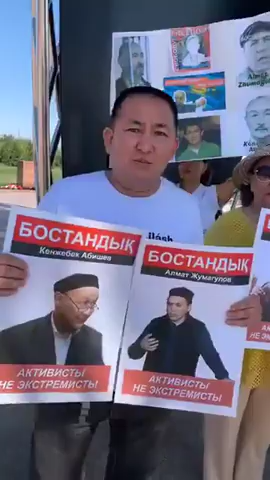 БОСТАНДЫҚ
Кенжебек Абишев
АКТИВИСТЫ
НЕ ЭКСТРЕМИСТЫ
БОСТАНДЫҚ
Алмат Жумагулов
АКТИВИСТЫ
НЕ ЭКСТРЕМИСТЫ